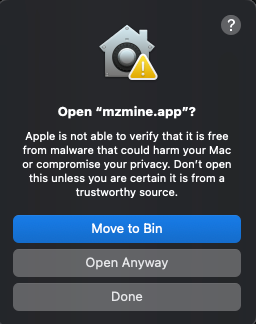 ?
Open “mzmine.app”?
Apple is not able to verify that it is free
from malware that could harm your Mac
or compromise your privacy. Don’t open
this unless you are certain it is from a
trustworthy source.
Move to Bin
Open Anyway
Done